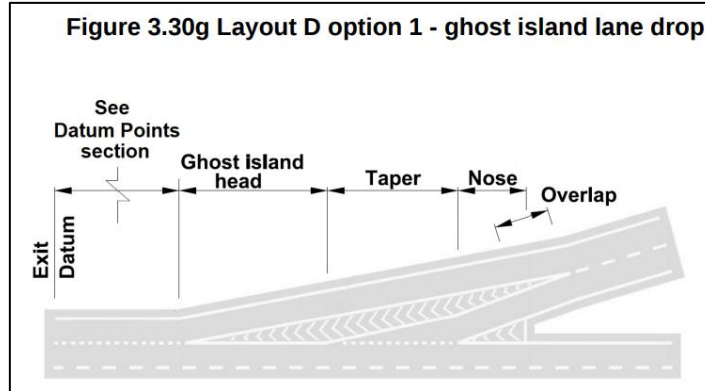 Figure 3.30g Layout D option 1 - ghost island lane drop
See
Datum Points
section
Ghost island
head
Taper
Nose
Overlap
Exit
Datum